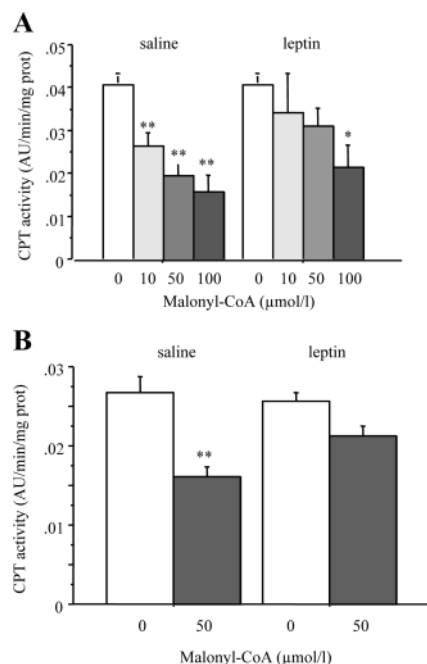 A
saline leptin
CPT activity (AU/min/mg prot)
.05
.04
.03
.02
.01
0
** ** ** *
0 10 50 100 0 10 50 100
Malonyl-CoA (µmol/l)
B
saline leptin
CPT activity (AU/min/mg prot)
.03
.02
.01
0
**
0 50 0 50
Malonyl-CoA (µmol/l)